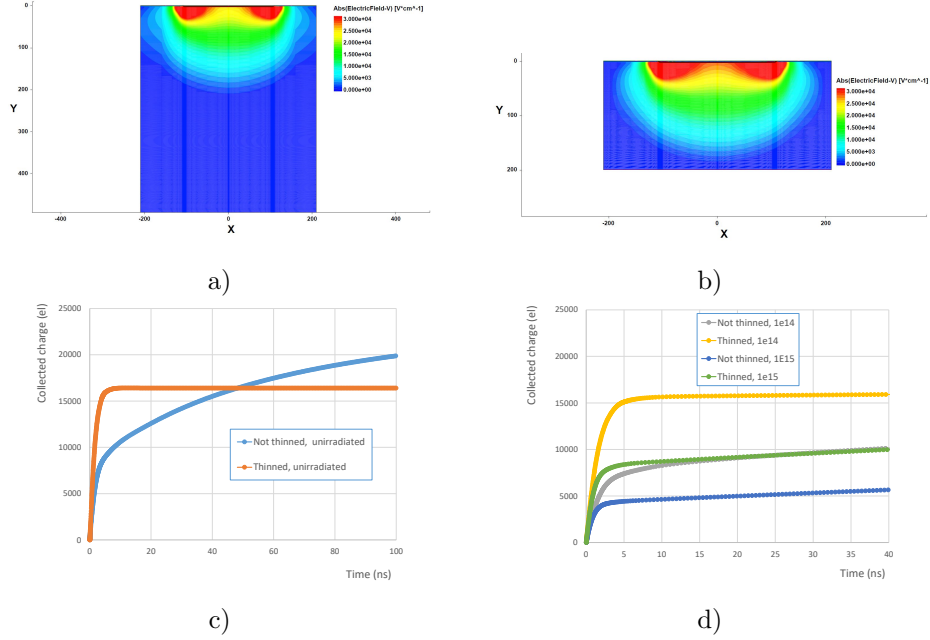 Abs(ElectricField-V) [V*cm^-1]
3.000e+04
2.500e+04
2.000e+04
1.500e+04
1.000e+04
5.000e+03
0.000e+00
0
100
200
300
400
Y
-400
-200
0
200
400
X
a)
Abs(ElectricField-V) [V*cm^-1]
3.000e+04
2.500e+04
2.000e+04
1.500e+04
1.000e+04
5.000e+03
0.000e+00
0
100
200
Y
-200
0
200
X
b)
25000
20000
15000
10000
5000
0
Collected charge (el)
Not thinned, unirradiated
Thinned, unirradiated
0
20
40
60
80
100
Time (ns)
c)
25000
20000
15000
10000
5000
0
Collected charge (el)
Not thinned, 1e14
Thinned, 1e14
Not thinned, 1E15
Thinned, 1e15
0
5
10
15
20
25
30
35
40
Time (ns)
d)